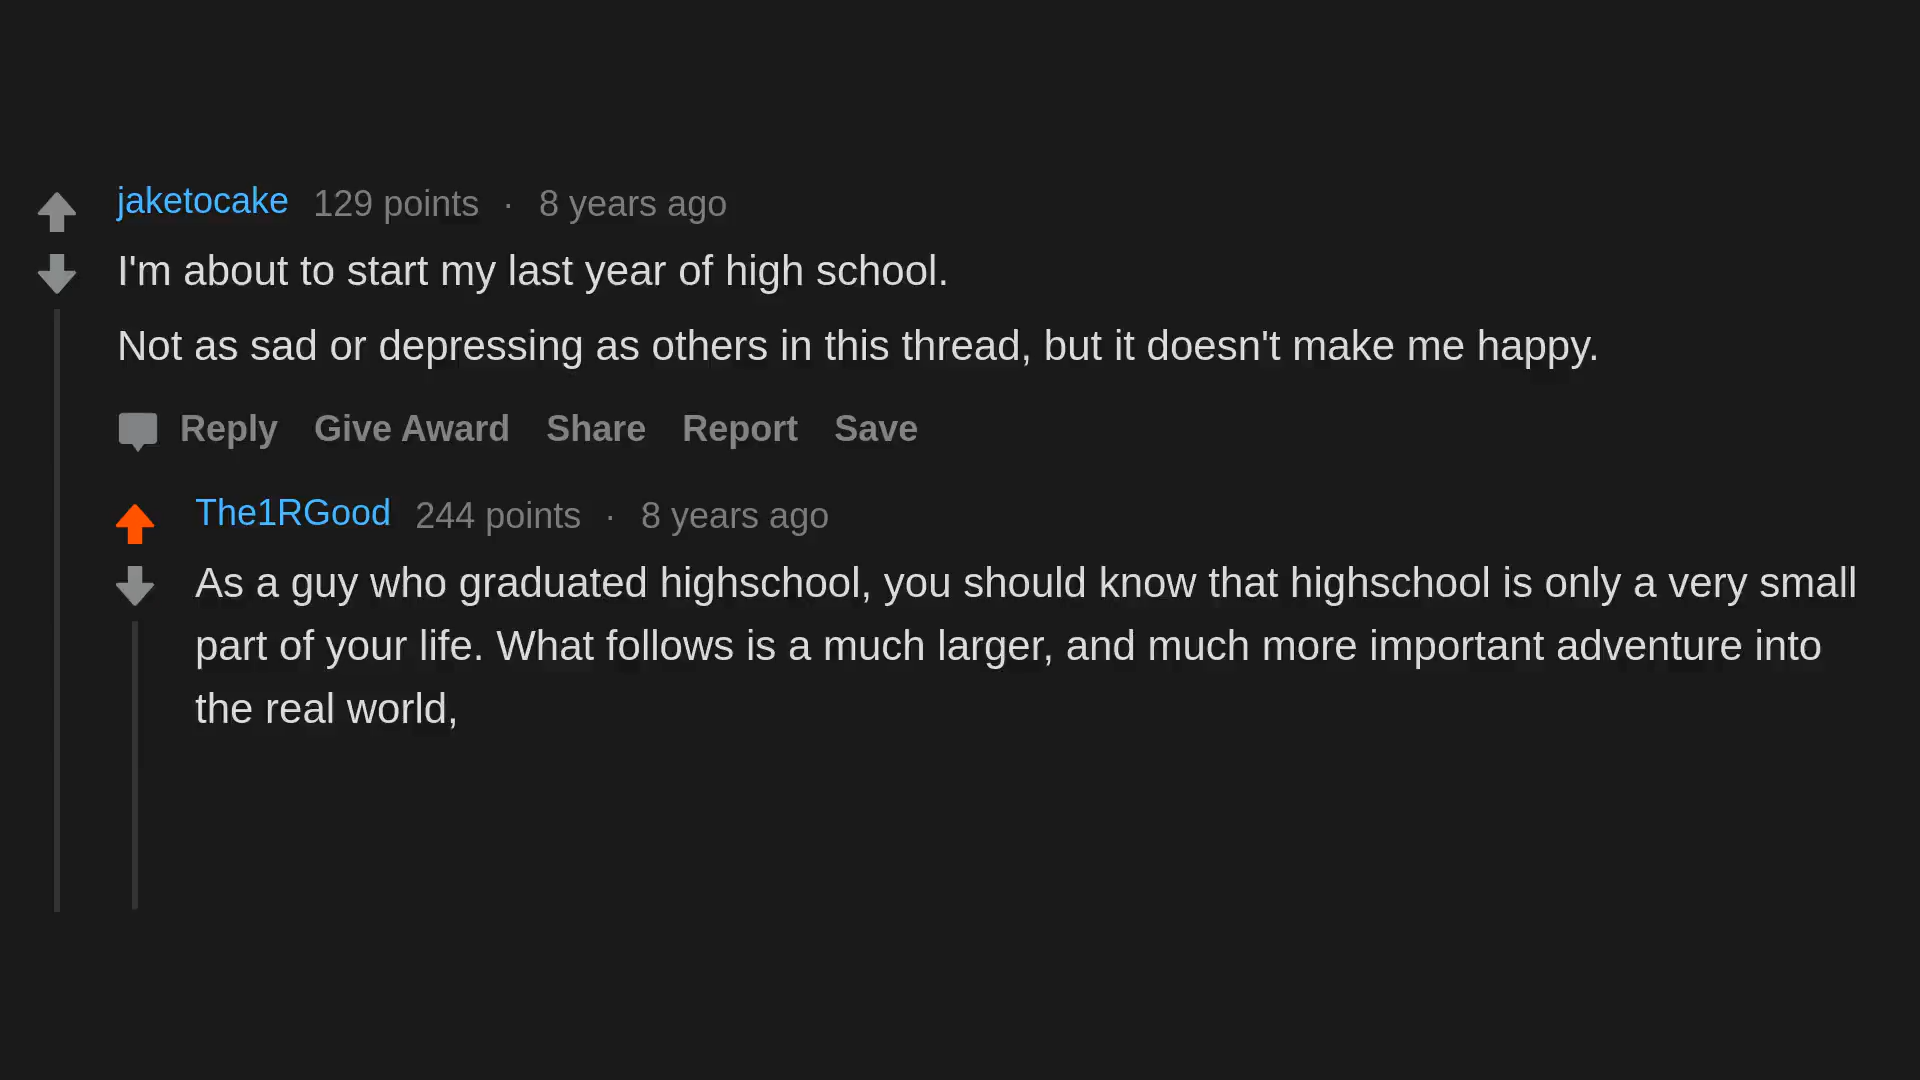 jaketocake 129 points · 8 years ago
I'm about to start my last year of high school.
Not as sad or depressing as others in this thread, but it doesn't make me happy.
Reply Give Award Share Report Save
The1RGood 244 points · 8 years ago
As a guy who graduated highschool, you should know that highschool is only a very small
part of your life. What follows is a much larger, and much more important adventure into
the real world,